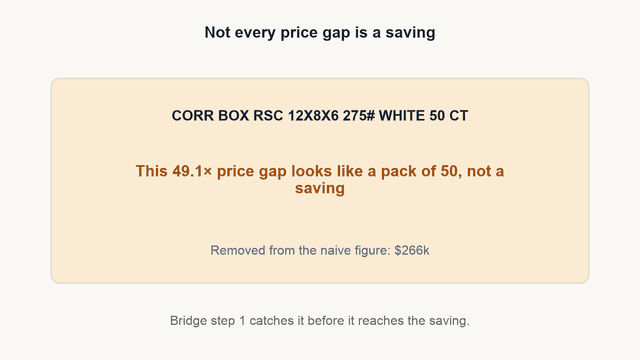 Not every price gap is a saving
CORR BOX RSC 12X8X6 275# WHITE 50 CT
This 49.1× price gap looks like a pack of 50, not a
saving
Removed from the naive figure: $266k
Bridge step 1 catches it before it reaches the saving.